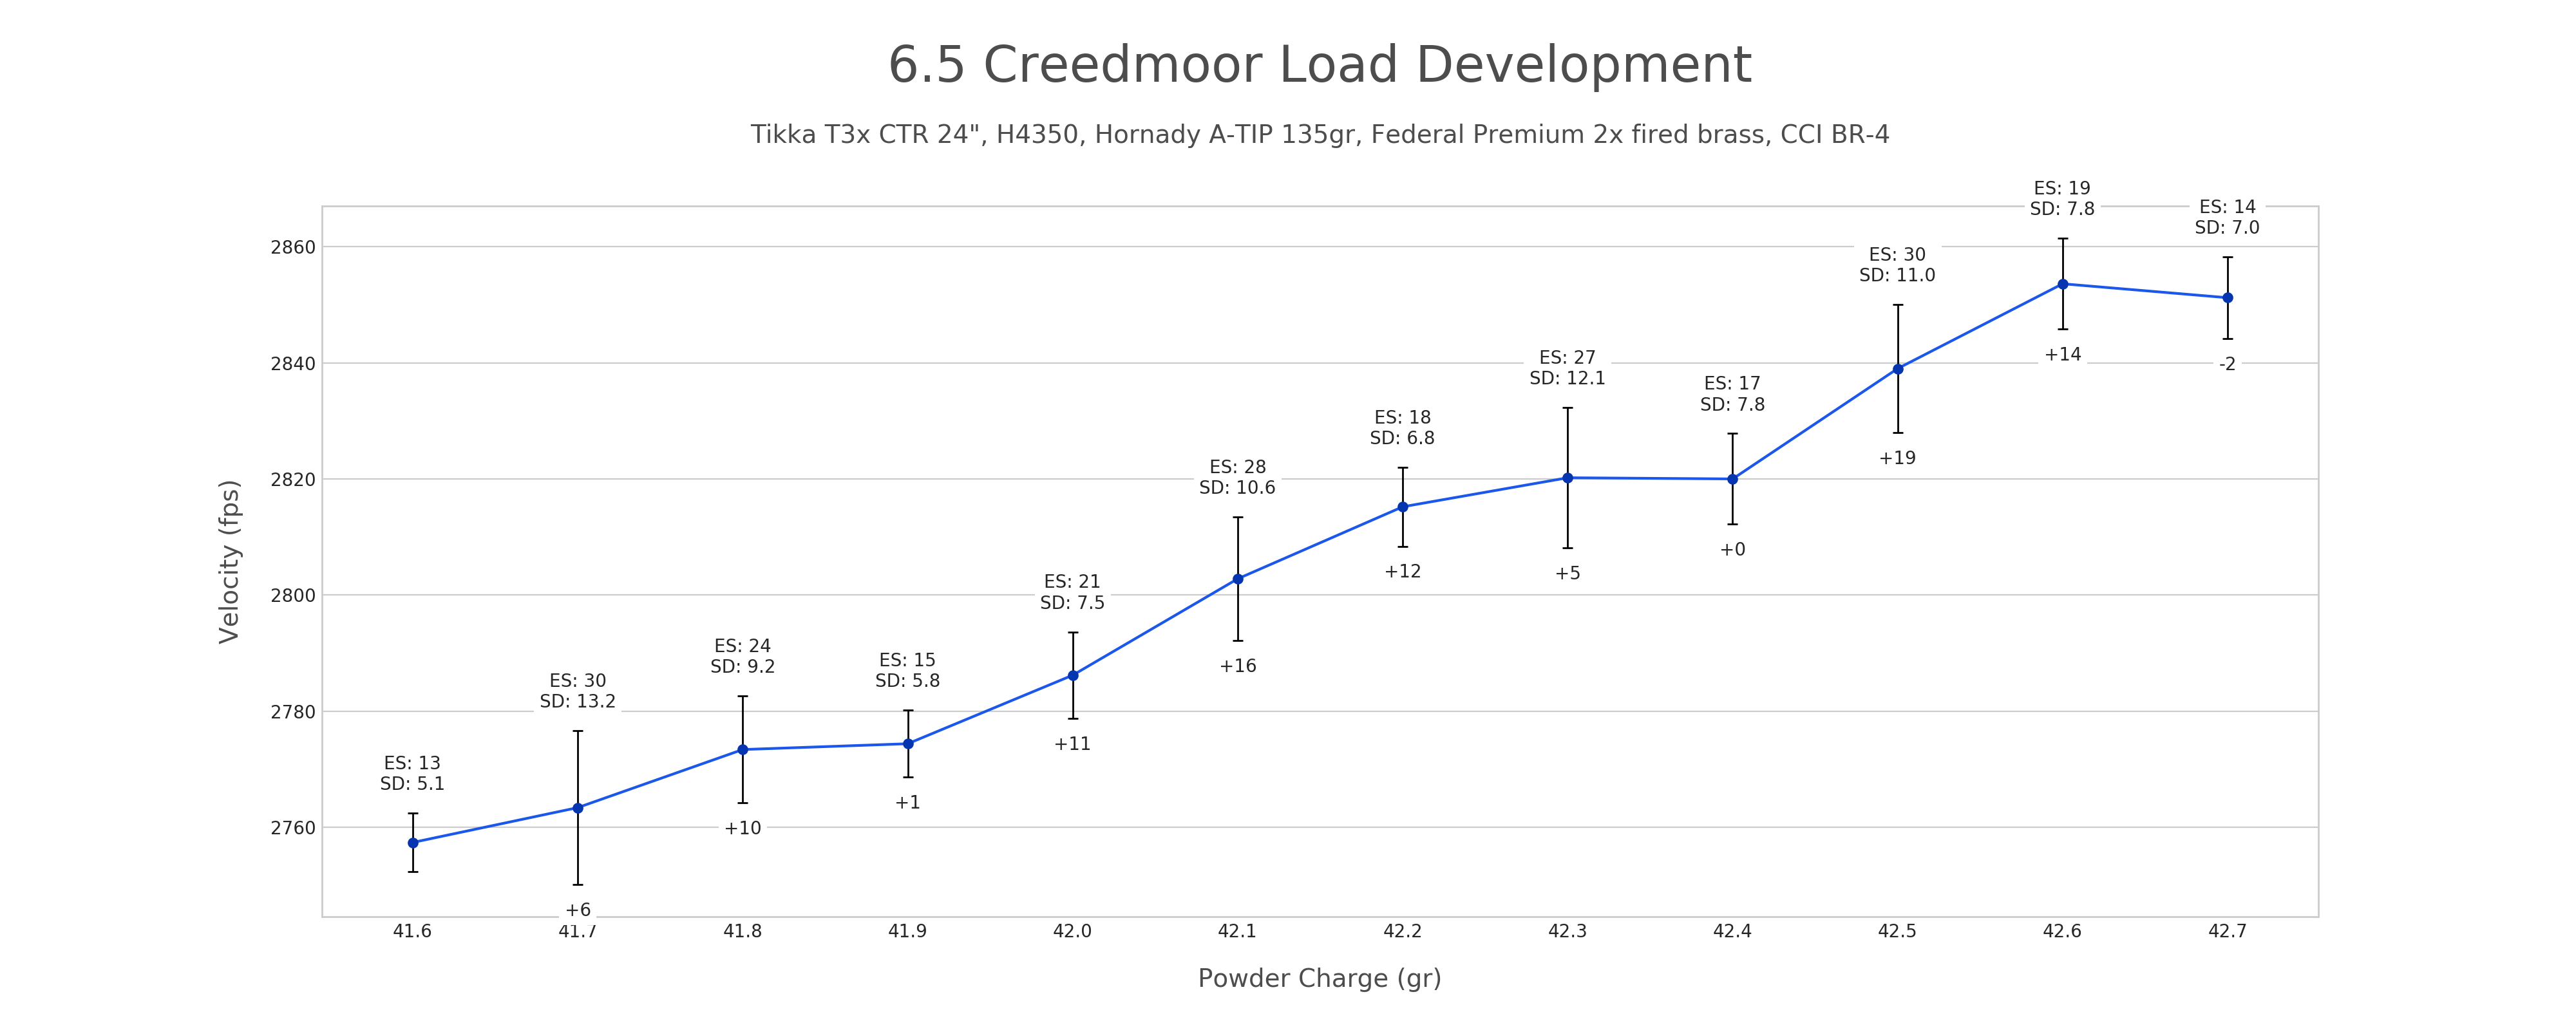 6.5 Creedmoor Load Development
Tikka T3x CTR 24", H4350, Hornady A-TIP 135gr, Federal Premium 2x fired brass, CCI BR-4
Velocity (fps)
2860
2840
2820
2800
2780
2760
ES: 13
SD: 5.1
ES: 30
SD: 13.2
+6
ES: 24
SD: 9.2
+10
ES: 15
SD: 5.8
+1
ES: 21
SD: 7.5
+11
ES: 28
SD: 10.6
+16
ES: 18
SD: 6.8
+12
ES: 27
SD: 12.1
+5
ES: 17
SD: 7.8
+0
ES: 30
SD: 11.0
+19
ES: 19
SD: 7.8
+14
ES: 14
SD: 7.0
-2
41.6 41.7 41.8 41.9 42.0 42.1 42.2 42.3 42.4 42.5 42.6 42.7
Powder Charge (gr)